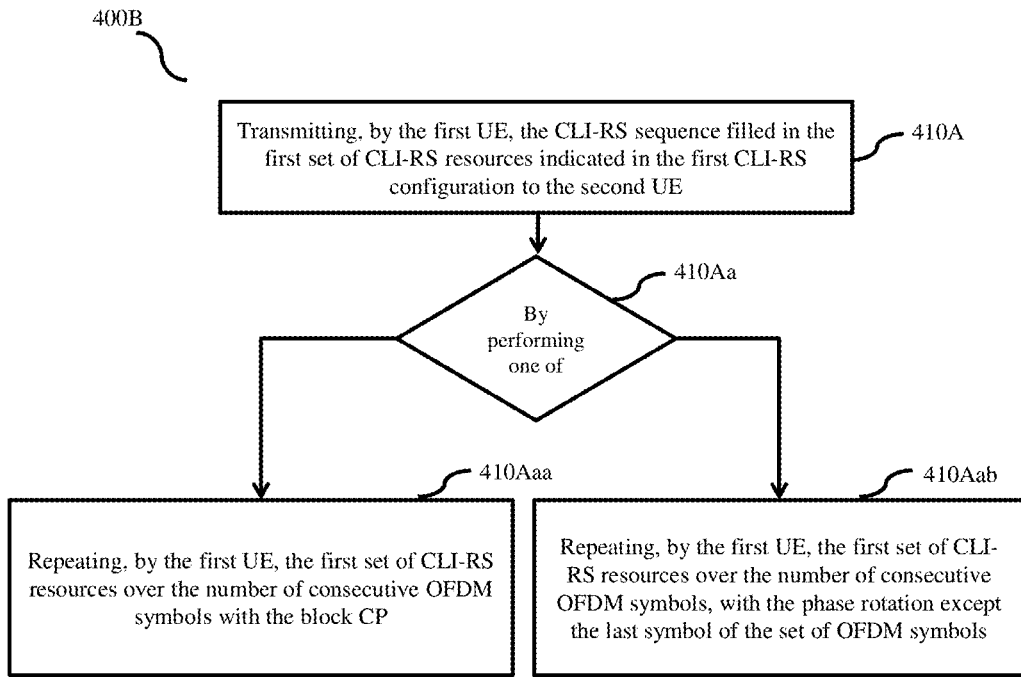 400B
Transmitting, by the first UE, the CLI-RS sequence filled in the
first set of CLI-RS resources indicated in the first CLI-RS
configuration to the second UE
410A
410Aa
By
performing
one of
410Aaa
410Aab
Repeating, by the first UE, the first set of CLI-RS
resources over the number of consecutive OFDM
symbols with the block CP
Repeating, by the first UE, the first set of CLI-
RS resources over the number of consecutive
OFDM symbols, with the phase rotation except
the last symbol of the set of OFDM symbols